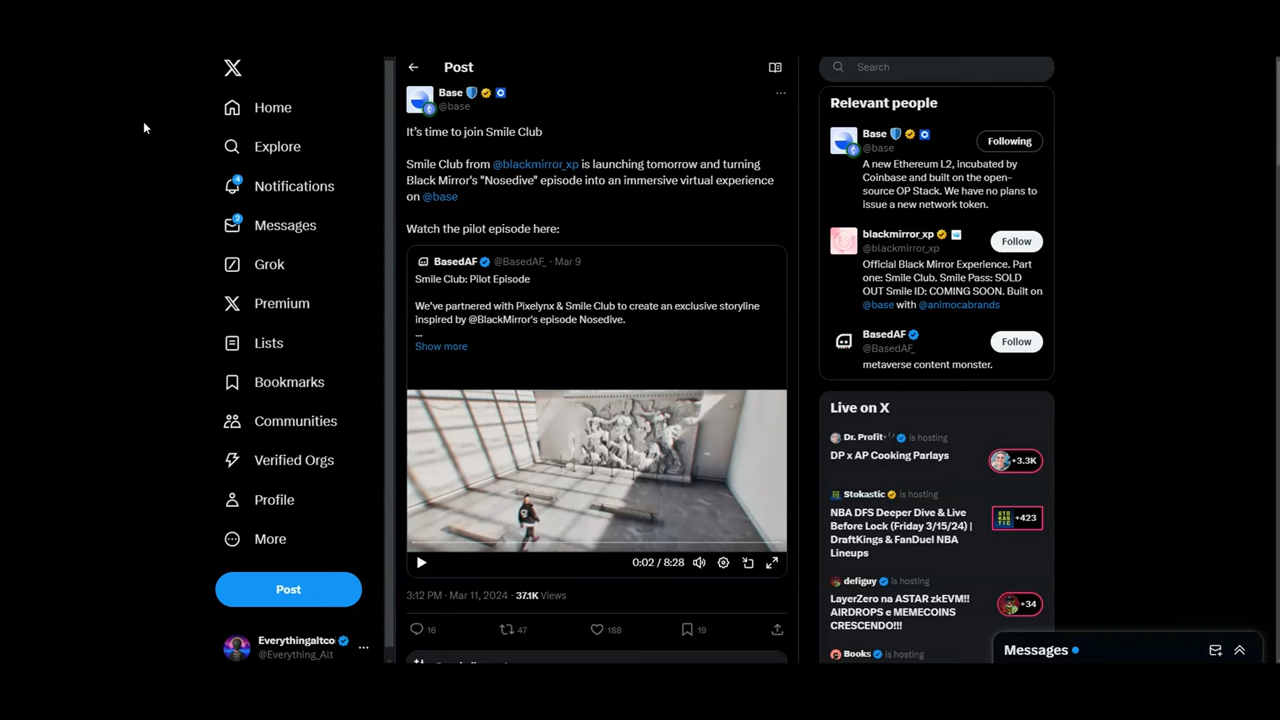 Home
Explore
4
Notifications
2
Messages
Grok
Premium
Lists
Bookmarks
Communities
Verified Orgs
Profile
More
Post
Everythingaltco
@Everything_Alt
Post
Base
@base
It's time to join Smile Club
Smile Club from @blackmirror_xp is launching tomorrow and turning
Black Mirror's "Nosedive" episode into an immersive virtual experience
on @base
Watch the pilot episode here:
BasedAF @BasedAF_ · Mar 9
Smile Club: Pilot Episode
We've partnered with Pixelynx & Smile Club to create an exclusive storyline
inspired by @BlackMirror's episode Nosedive.
...
Show more
0:02 / 8:28
3:12 PM · Mar 11, 2024 · 37.1K Views
16 47 188 19
Search
Relevant people
Base
@base
Following
A new Ethereum L2, incubated by
Coinbase and built on the open-
source OP Stack. We have no plans to
issue a new network token.
blackmirror_xp
@blackmirror_xp
Follow
Official Black Mirror Experience. Part
one: Smile Club. Smile Pass: SOLD
OUT Smile ID: COMING SOON. Built on
@base with @animocabrands
BasedAF
@BasedAF_
Follow
metaverse content monster.
Live on X
Dr. Profit is hosting
DP x AP Cooking Parlays
+3.3K
Stokastic is hosting
NBA DFS Deeper Dive & Live
Before Lock (Friday 3/15/24) |
DraftKings & FanDuel NBA
Lineups
STO
KAS
TIC
+423
defiguy is hosting
LayerZero na ASTAR zkEVM!!
AIRDROPS e MEMECOINS
CRESCENDO!!!
+34
Books is hosting
Messages